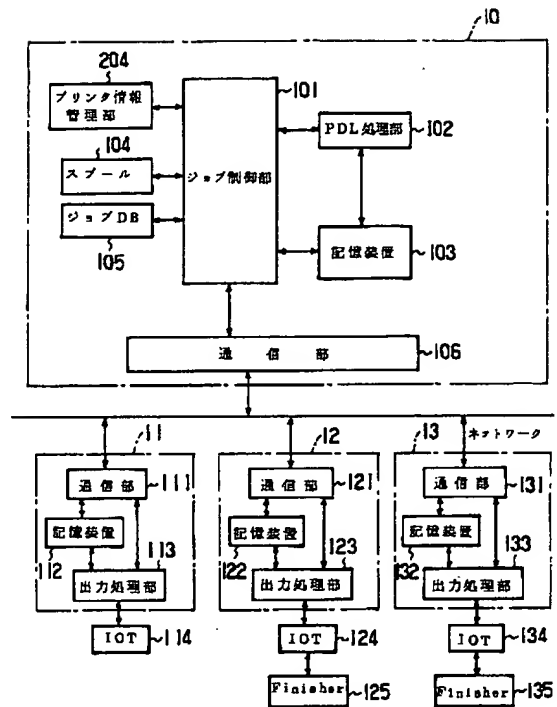 10
204
プリンタ情報
管理部
101
ジョブ制御部
PDL処理部
102
104
スプール
ジョブDB
105
記憶装置
103
通信部
106
ネットワーク
11
通信部
111
記憶装置
112
113
出力処理部
IOT
114
12
通信部
121
記憶装置
122
123
出力処理部
IOT
124
Finisher
125
13
通信部
131
記憶装置
132
133
出力処理部
IOT
134
Finisher
135